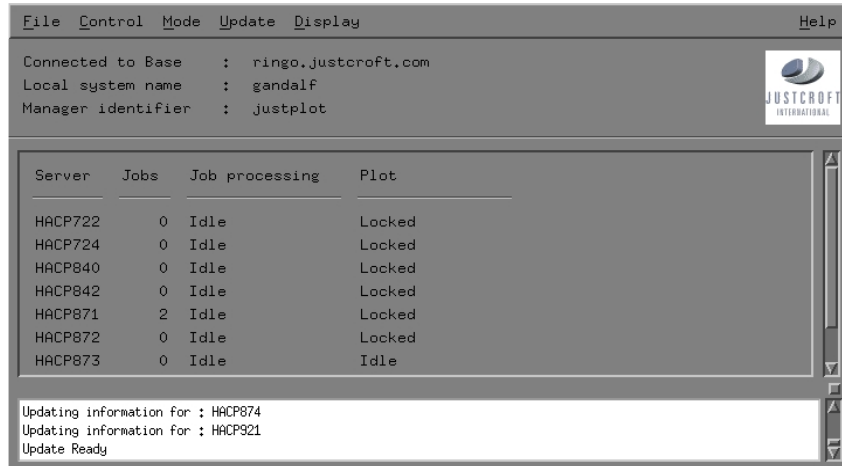 File Control Mode Update Display Help
Connected to Base : ringo.justcroft.com
Local system name : gandalf
Manager identifier : justplot
JUSTCROFT
INTERNATIONAL
Server Jobs Job processing Plot
HACP722 0 Idle Locked
HACP724 0 Idle Locked
HACP840 0 Idle Locked
HACP842 0 Idle Locked
HACP871 2 Idle Locked
HACP872 0 Idle Locked
HACP873 0 Idle Idle
Updating information for : HACP874
Updating information for : HACP921
Update Ready